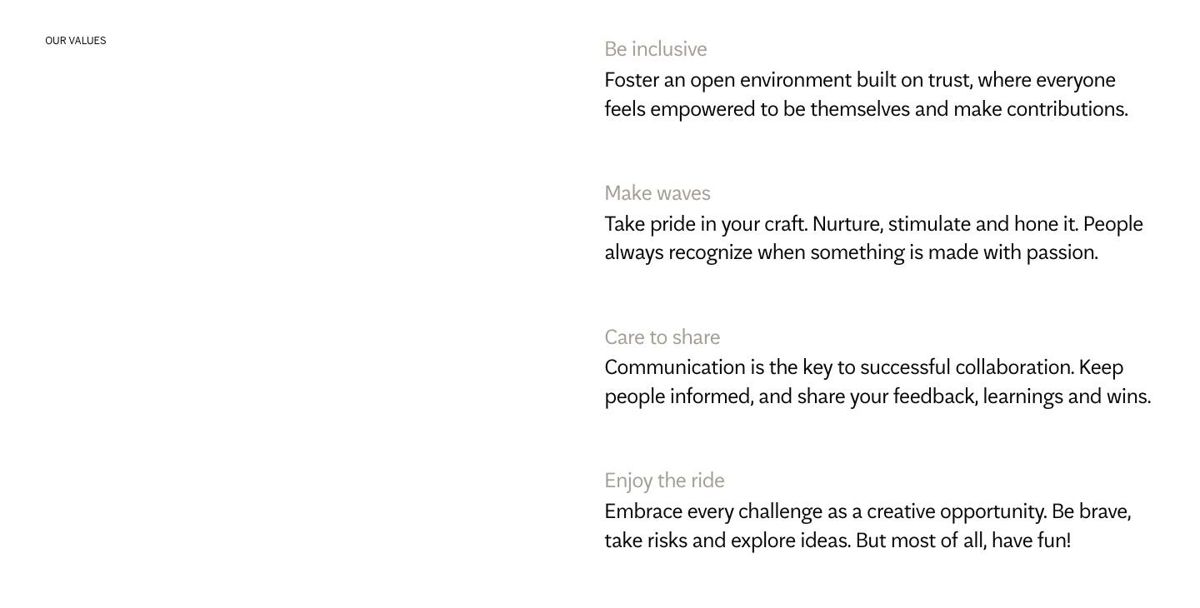 OUR VALUES
Be inclusive
Foster an open environment built on trust, where everyone
feels empowered to be themselves and make contributions.
Make waves
Take pride in your craft. Nurture, stimulate and hone it. People
always recognize when something is made with passion.
Care to share
Communication is the key to successful collaboration. Keep
people informed, and share your feedback, learnings and wins.
Enjoy the ride
Embrace every challenge as a creative opportunity. Be brave,
take risks and explore ideas. But most of all, have fun!